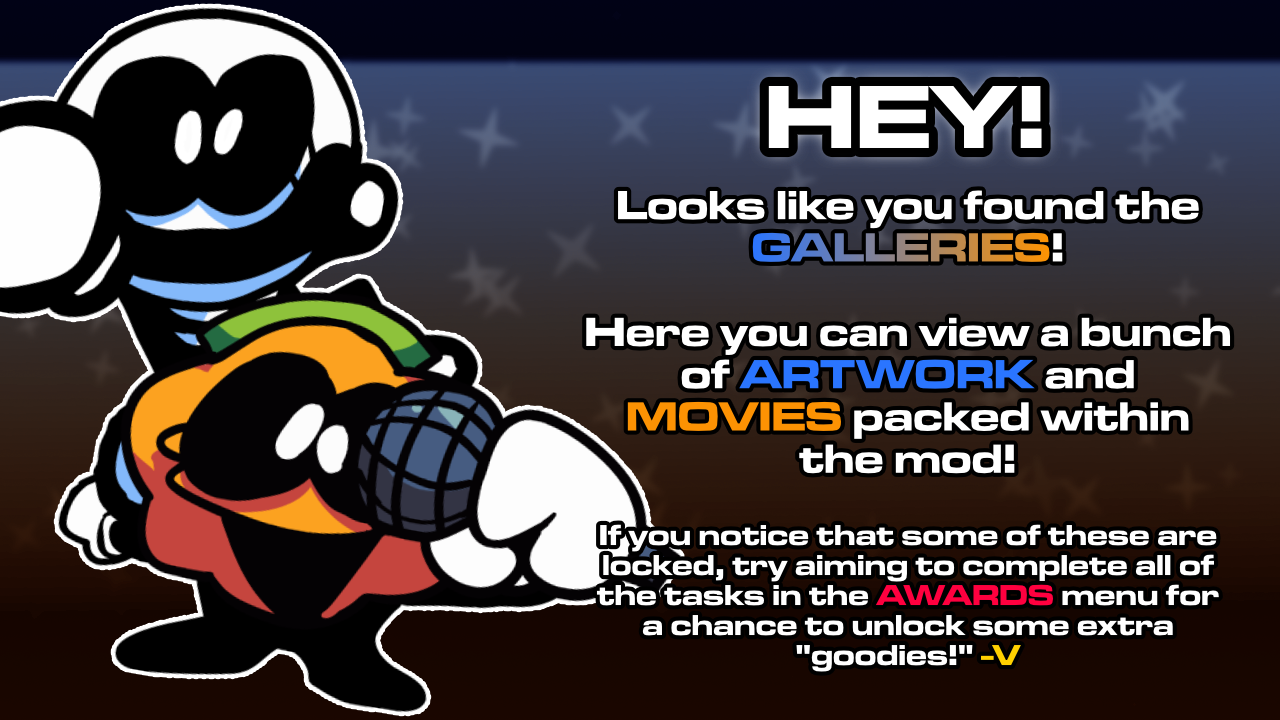 HEY!
Looks like you found the
GALLERIES!
Here you can view a bunch
of ARTWORK and
MOVIES packed within
the mod!
If you notice that some of these are
locked, try aiming to complete all of
the tasks in the AWARDS menu for
a chance to unlock some extra
"goodies!" -V